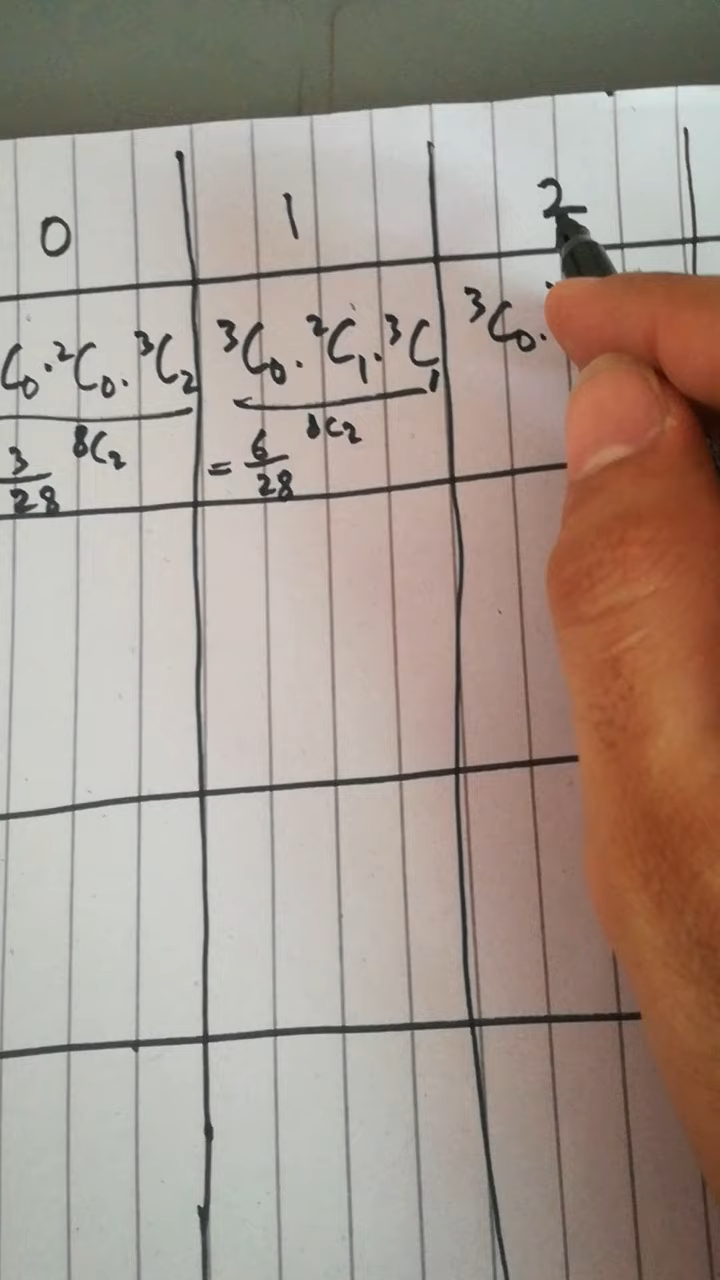 0 1 2
C₀ · ²C₀ · ³C₂ ³C₀ · ²C₁ · ³C₁ ³C₀ ·
8C₂ 8C₂
3/28 = 6/28